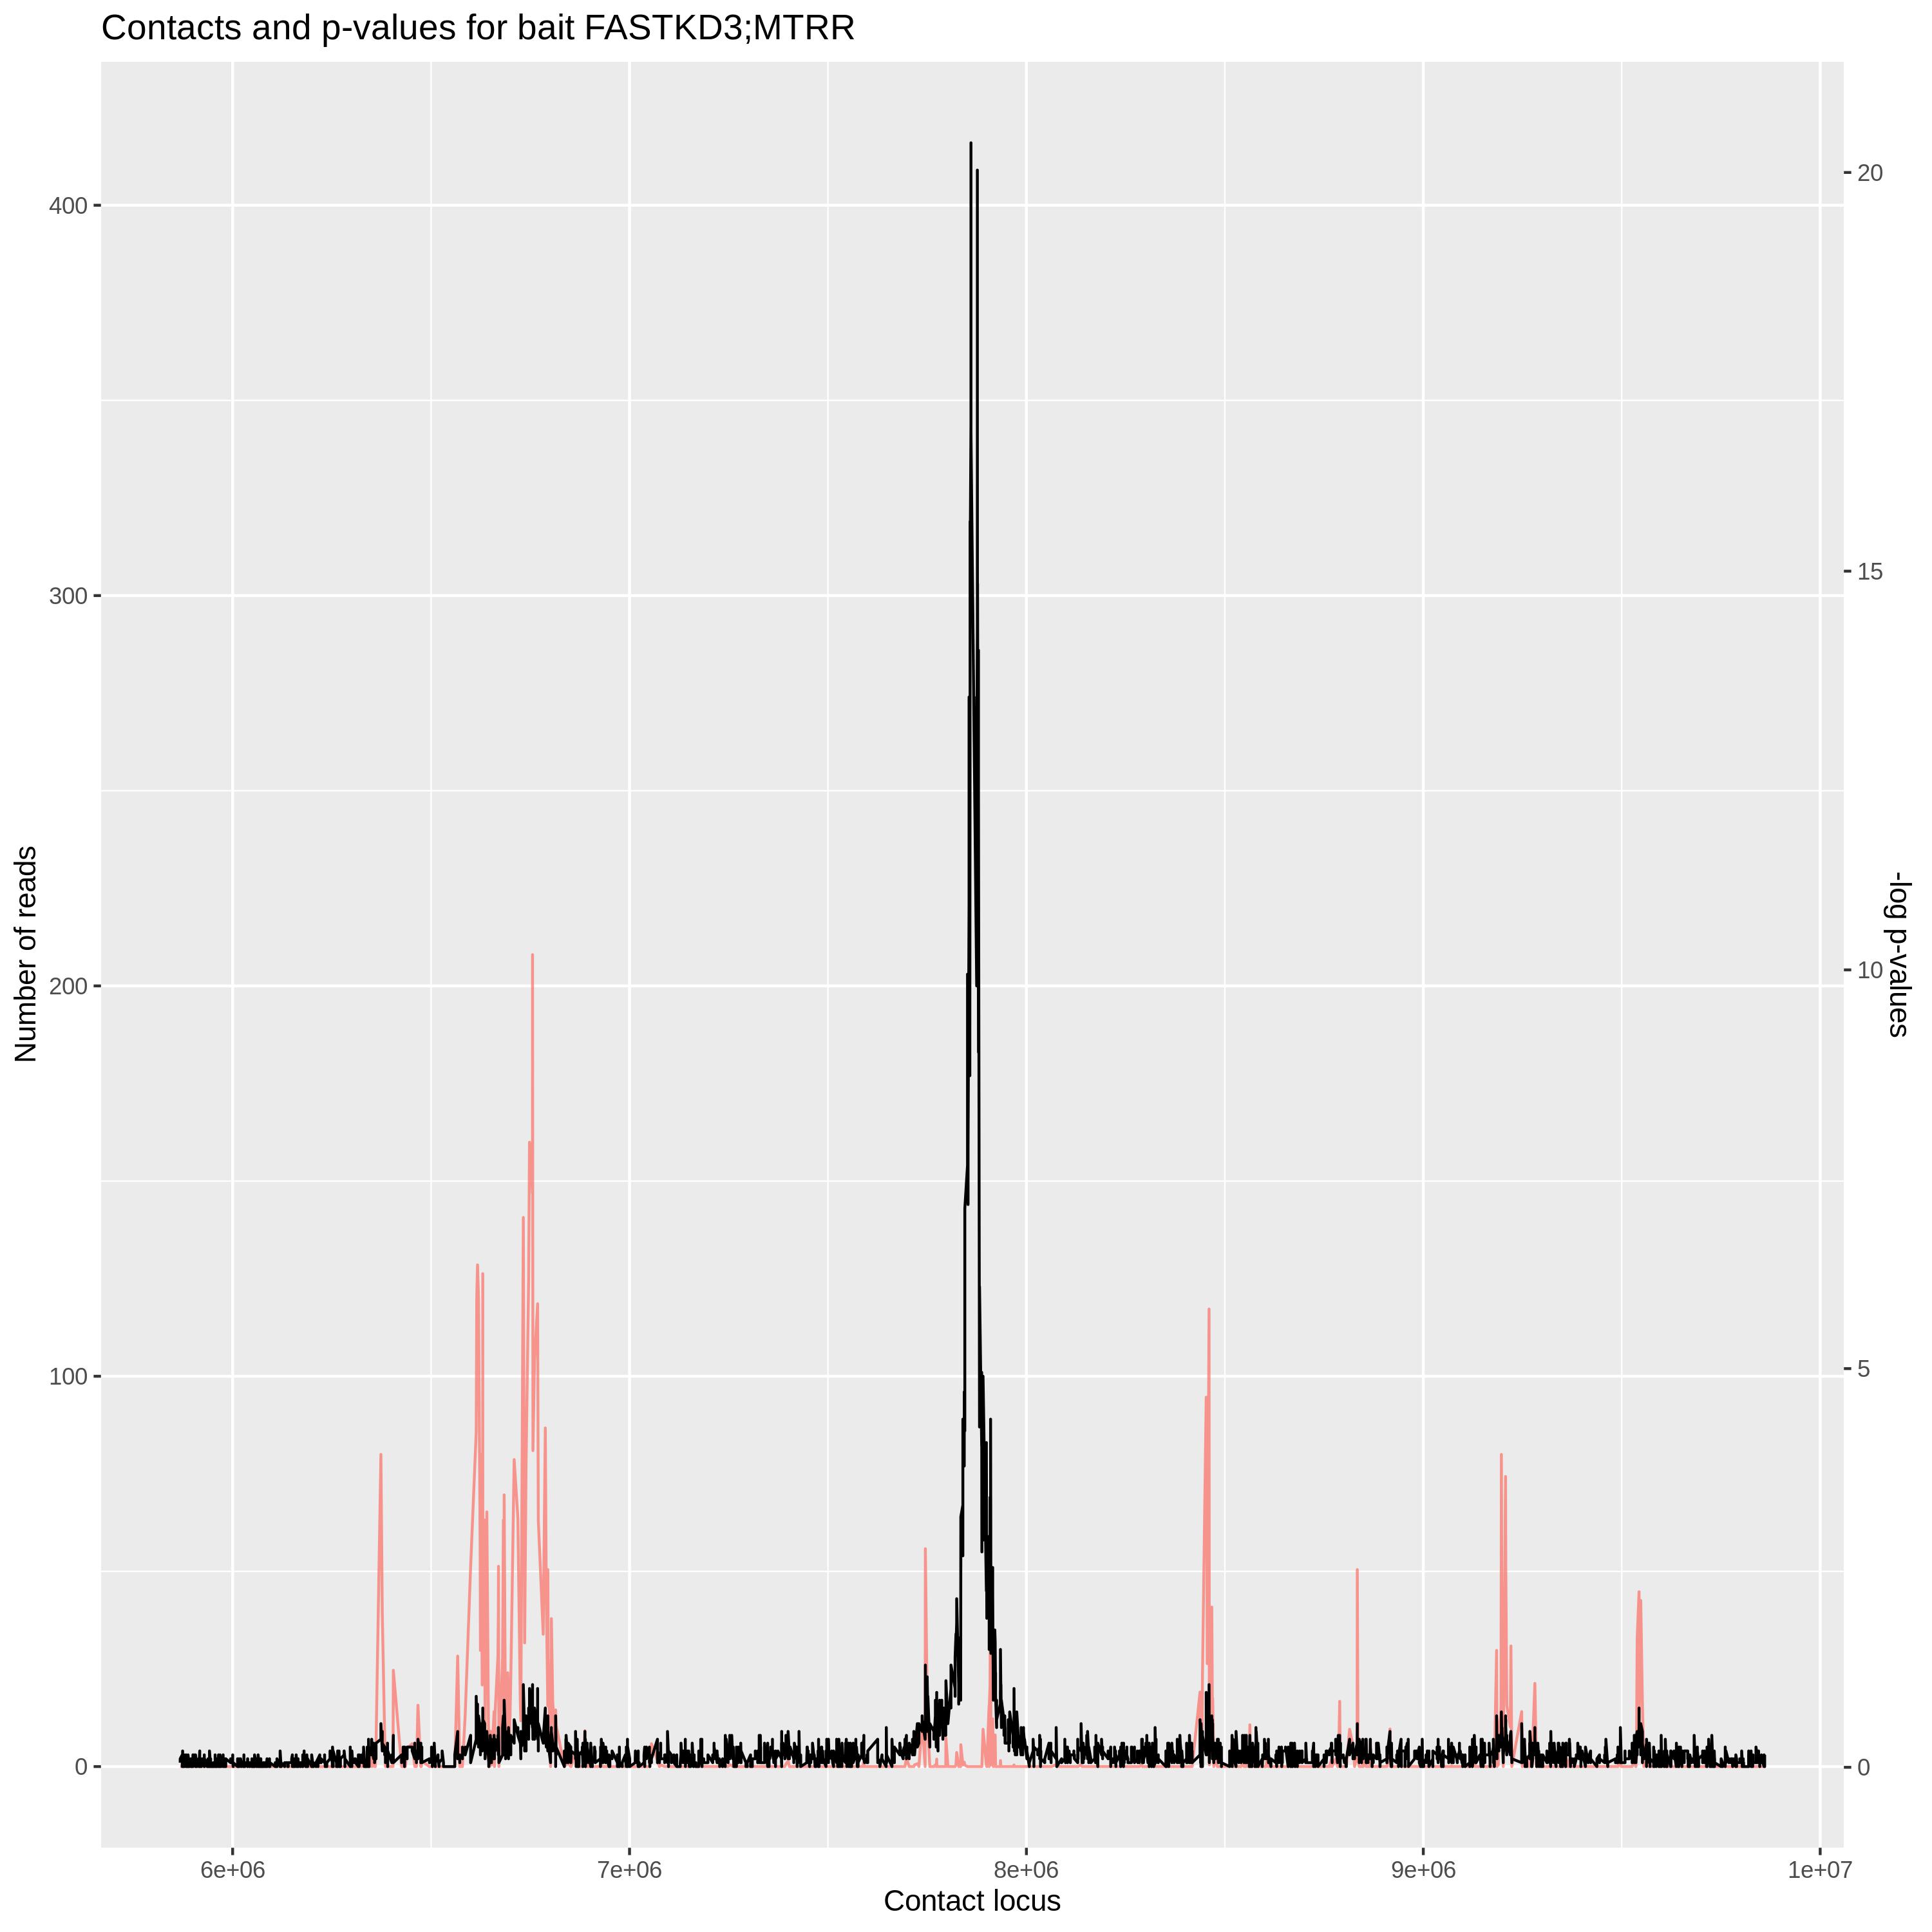 Contacts and p-values for bait FASTKD3;MTRR
400
300
200
100
0
Number of reads
20
15
10
5
0
-log p-values
6e+06
7e+06
8e+06
9e+06
1e+07
Contact locus